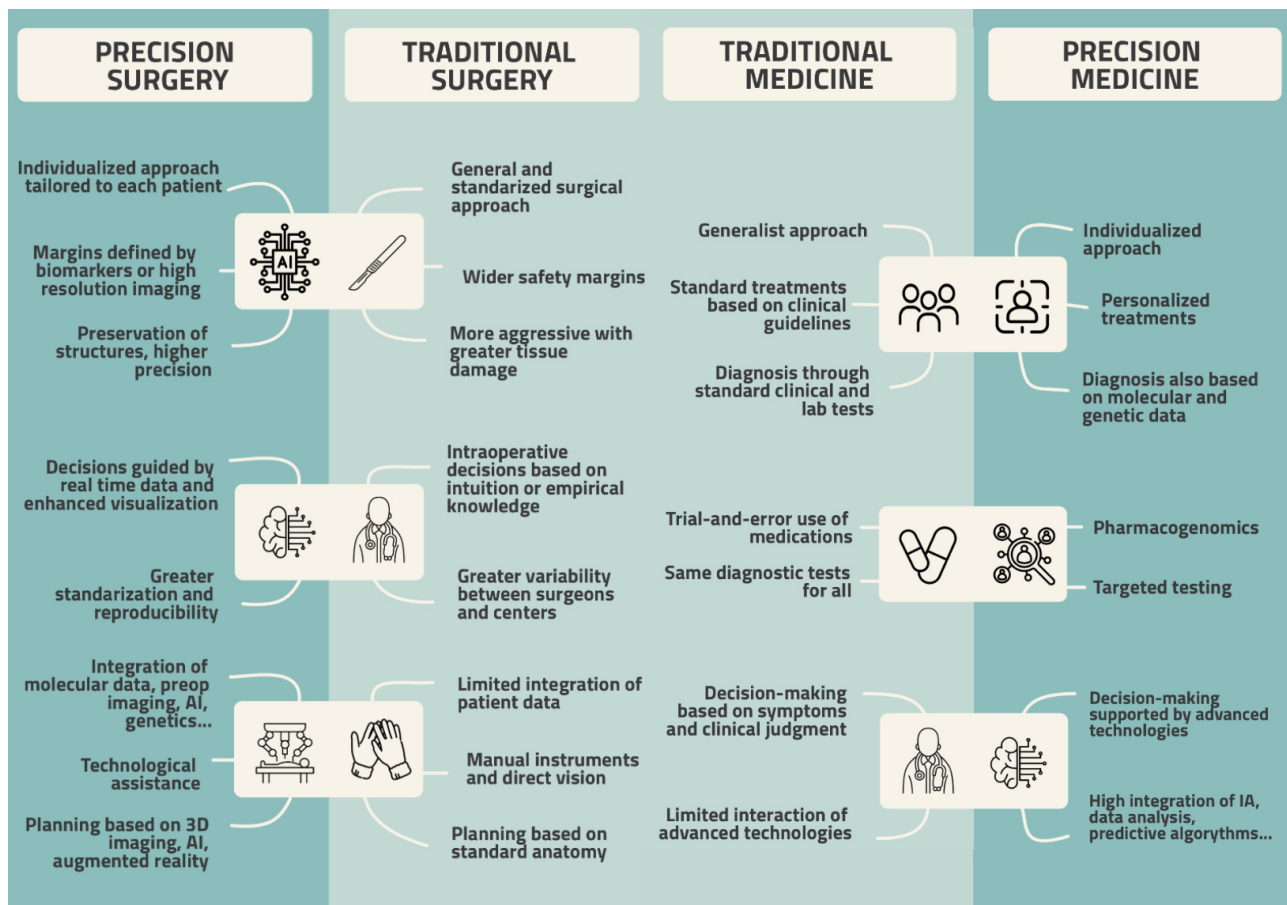 PRECISION
SURGERY
TRADITIONAL
SURGERY
TRADITIONAL
MEDICINE
PRECISION
MEDICINE
Individualized approach
tailored to each patient
Margins defined by
biomarkers or high
resolution imaging
Preservation of
structures, higher
precision
AI
General and
standarized surgical
approach
Wider safety margins
More aggressive with
greater tissue
damage
Decisions guided by
real time data and
enhanced visualization
Greater
standarization and
reproducibility
Intraoperative
decisions based on
intuition or empirical
knowledge
Greater variability
between surgeons
and centers
Integration of
molecular data, preop
imaging, AI,
genetics...
Technological
assistance
Planning based on 3D
imaging, AI,
augmented reality
Limited integration of
patient data
Manual instruments
and direct vision
Planning based on
standard anatomy
Generalist approach
Standard treatments
based on clinical
guidelines
Diagnosis through
standard clinical and
lab tests
Individualized
approach
Personalized
treatments
Diagnosis also based
on molecular and
genetic data
Trial-and-error use of
medications
Same diagnostic tests
for all
Pharmacogenomics
Targeted testing
Decision-making
based on symptoms
and clinical judgment
Limited interaction of
advanced technologies
Decision-making
supported by advanced
technologies
High integration of IA,
data analysis,
predictive algorythms...